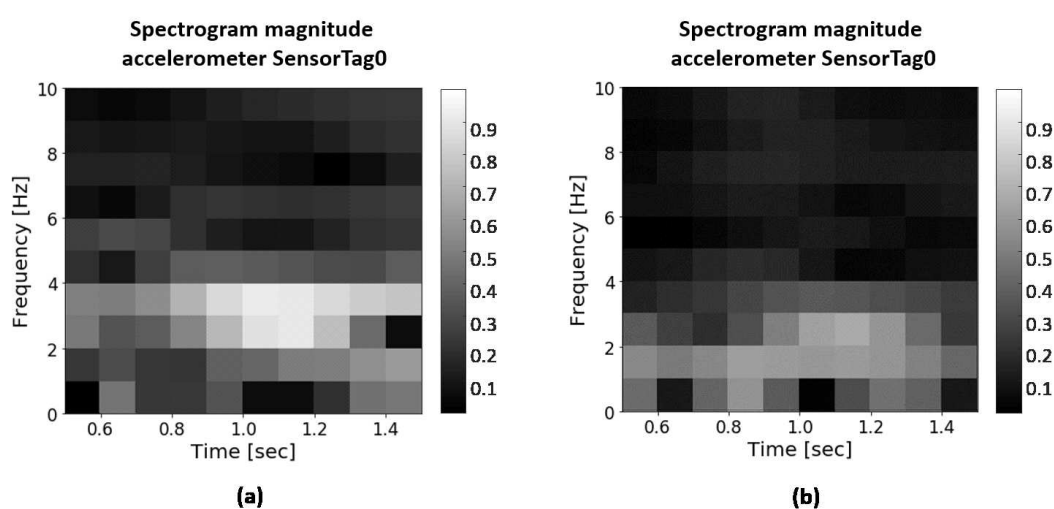 Spectrogram magnitude
accelerometer SensorTag0
10
8
6
4
2
0
Frequency [Hz]
0.6 0.8 1.0 1.2 1.4
Time [sec]
0.9
0.8
0.7
0.6
0.5
0.4
0.3
0.2
0.1
(a)
Spectrogram magnitude
accelerometer SensorTag0
10
8
6
4
2
0
Frequency [Hz]
0.6 0.8 1.0 1.2 1.4
Time [sec]
0.9
0.8
0.7
0.6
0.5
0.4
0.3
0.2
0.1
(b)